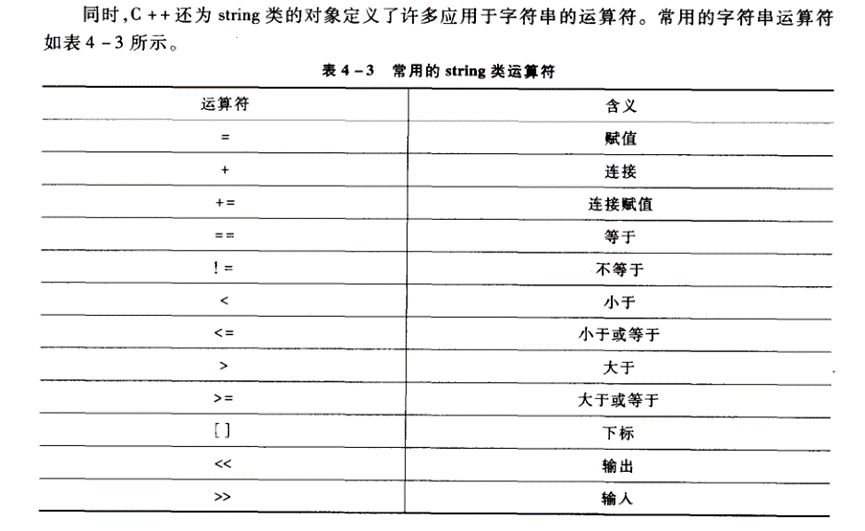 同时,C ++还为 string 类的对象定义了许多应用于字符串的运算符。常用的字符串运算符
如表4-3所示。
表 4-3 常用的 string 类运算符
运算符 含义
= 赋值
+ 连接
+= 连接赋值
== 等于
!= 不等于
< 小于
<= 小于或等于
> 大于
>= 大于或等于
[] 下标
<< 输出
>> 输入